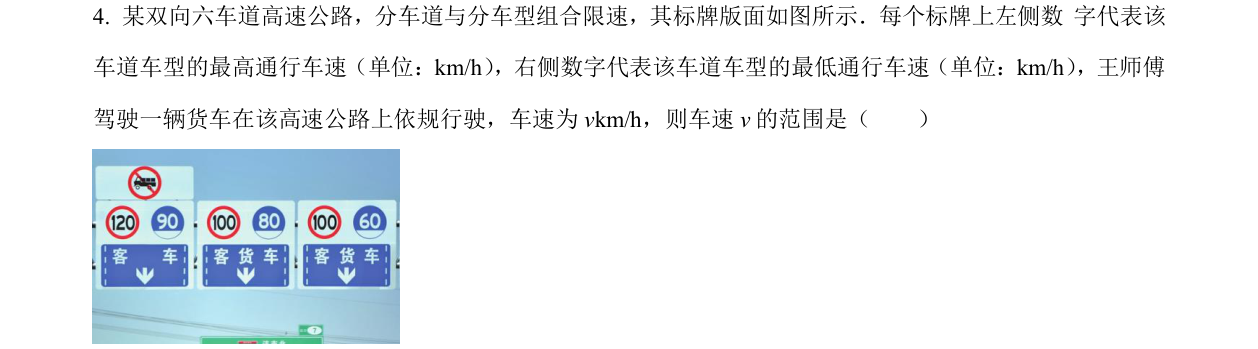 4. 某双向六车道高速公路，分车道与分车型组合限速，其标牌版面如图所示．每个标牌上左侧数 字代表该
车道车型的最高通行车速（单位：km/h），右侧数字代表该车道车型的最低通行车速（单位：km/h），王师傅
驾驶一辆货车在该高速公路上依规行驶，车速为 vkm/h，则车速 v 的范围是（　　）
120 90 100 80 100 60
客 车 客 货 车 客 货 车
7